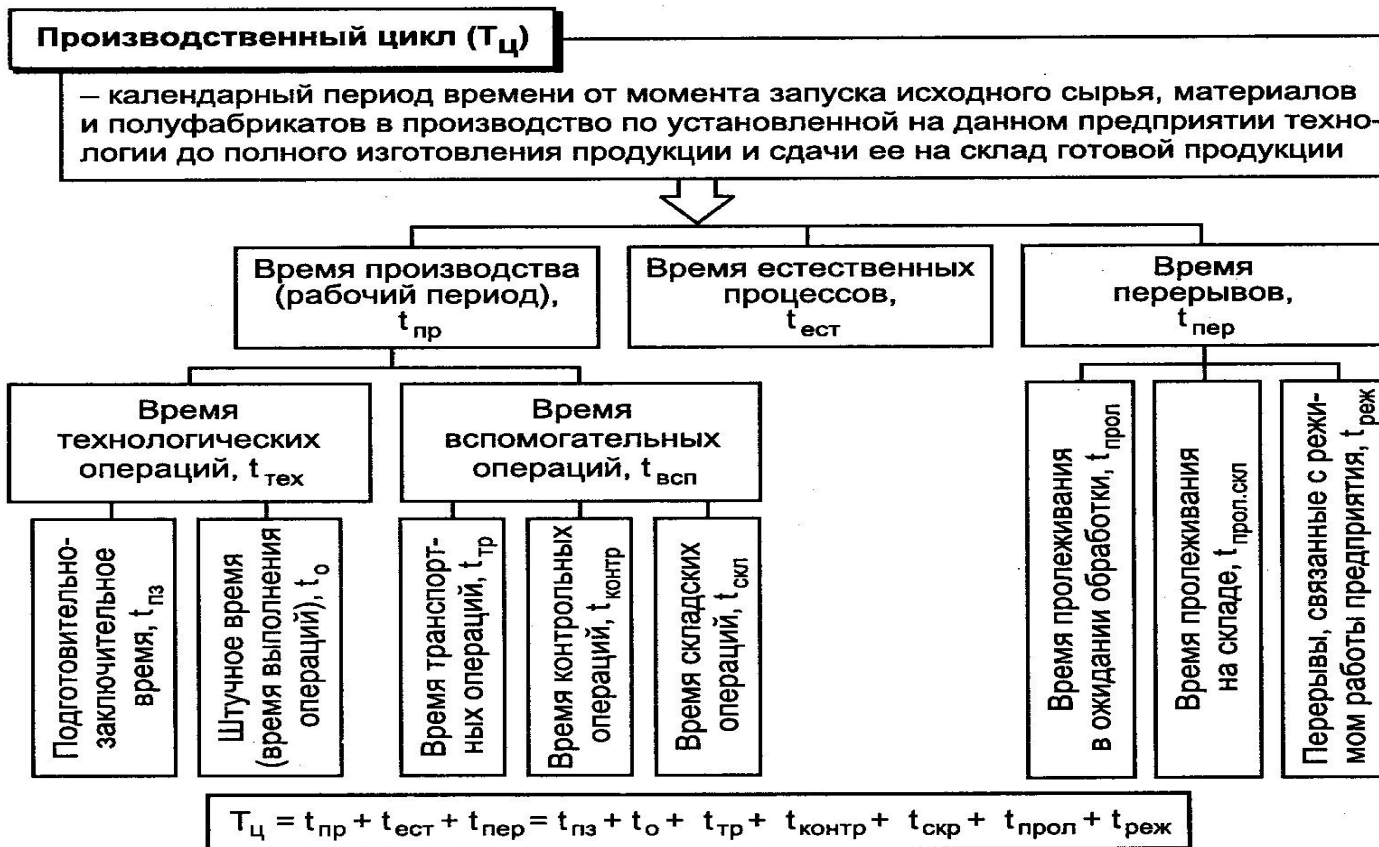 Производственный цикл (Тц)
– календарный период времени от момента запуска исходного сырья, материалов
и полуфабрикатов в производство по установленной на данном предприятии техно-
логии до полного изготовления продукции и сдачи ее на склад готовой продукции
Время производства
(рабочий период),
tпр
Время естественных
процессов,
tест
Время
перерывов,
tпер
Время
технологических
операций, tтех
Время
вспомогательных
операций, tвсп
Подготовительно-
заключительное
время, tпз
Штучное время
(время выполнения
операций), to
Время транспорт-
ных операций, tтр
Время контрольных
операций, tконтр
Время складских
операций, tскл
Время пролеживания
в ожидании обработки, tпрол
Время пролеживания
на складе, tпрол.скл
Перерывы, связанные с режи-
мом работы предприятия, tреж
Тц = tпр + tест + tпер = tпз + to + tтр + tконтр + tскр + tпрол + tреж